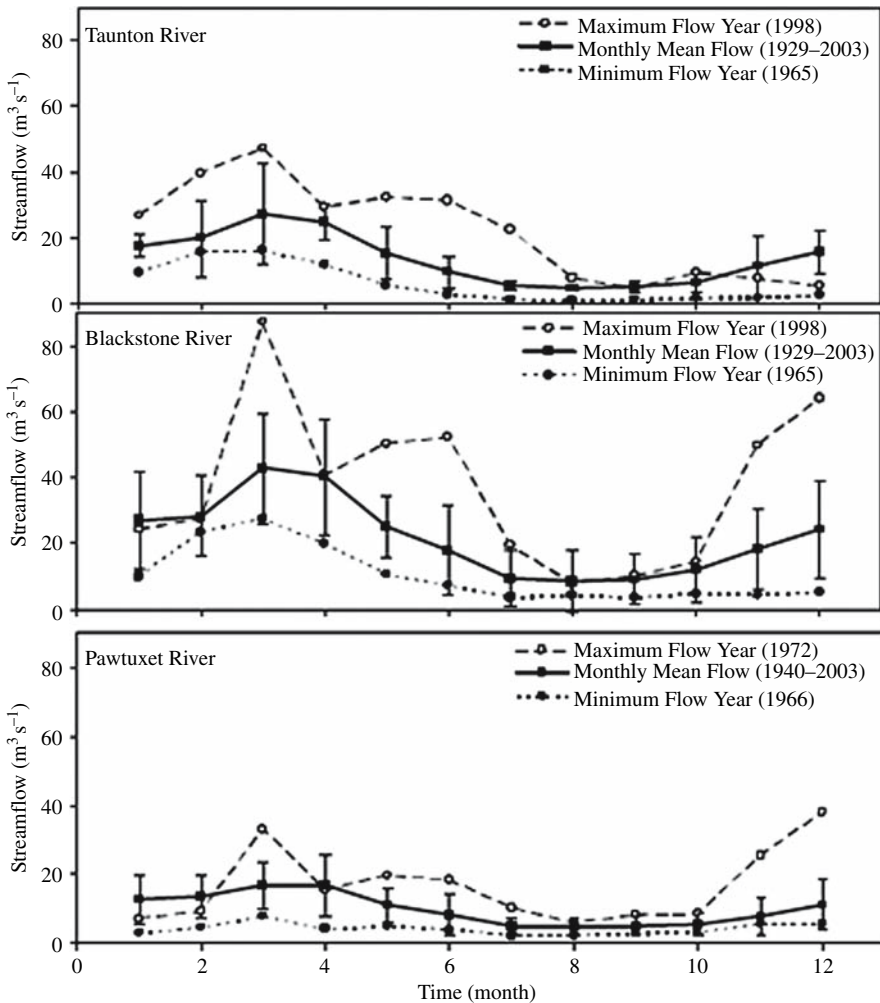 Taunton River
Maximum Flow Year (1998)
Monthly Mean Flow (1929–2003)
Minimum Flow Year (1965)
Streamflow (m³ s⁻¹)
80
60
40
20
0
Blackstone River
Maximum Flow Year (1998)
Monthly Mean Flow (1929–2003)
Minimum Flow Year (1965)
Streamflow (m³ s⁻¹)
80
60
40
20
0
Pawtuxet River
Maximum Flow Year (1972)
Monthly Mean Flow (1940–2003)
Minimum Flow Year (1966)
Streamflow (m³ s⁻¹)
80
60
40
20
0
0 2 4 6 8 10 12
Time (month)